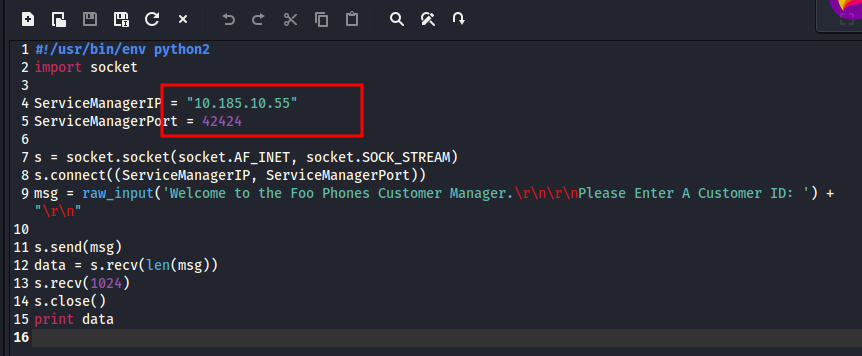 1 #!/usr/bin/env python2
2 import socket
3
4 ServiceManagerIP = "10.185.10.55"
5 ServiceManagerPort = 42424
6
7 s = socket.socket(socket.AF_INET, socket.SOCK_STREAM)
8 s.connect((ServiceManagerIP, ServiceManagerPort))
9 msg = raw_input('Welcome to the Foo Phones Customer Manager.\r\n\r\nPlease Enter A Customer ID: ') +
"\r\n"
10
11 s.send(msg)
12 data = s.recv(len(msg))
13 s.recv(1024)
14 s.close()
15 print data
16